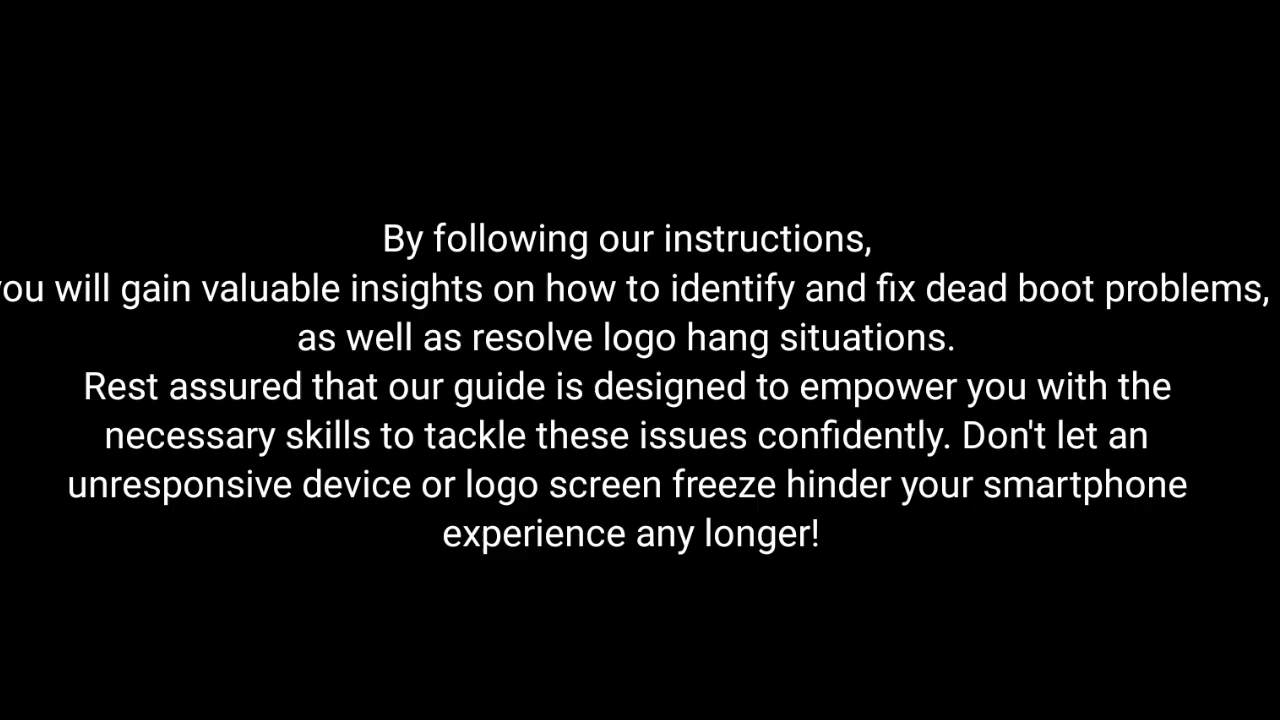 By following our instructions,
you will gain valuable insights on how to identify and fix dead boot problems,
as well as resolve logo hang situations.
Rest assured that our guide is designed to empower you with the
necessary skills to tackle these issues confidently. Don't let an
unresponsive device or logo screen freeze hinder your smartphone
experience any longer!